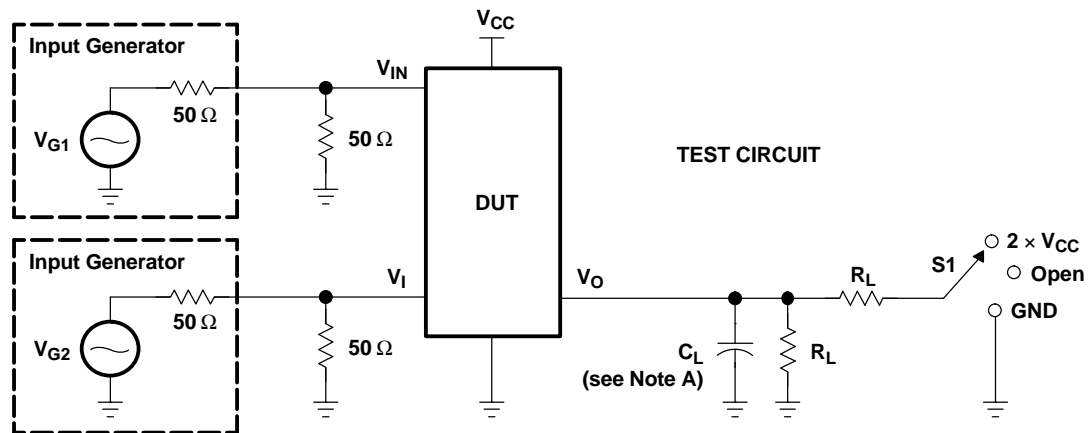 Input Generator
V_CC
V_IN
50 Ω
V_G1
50 Ω
TEST CIRCUIT
DUT
Input Generator
V_I
V_O
50 Ω
V_G2
50 Ω
R_L
S1
2 × V_CC
Open
GND
C_L
(see Note A)
R_L